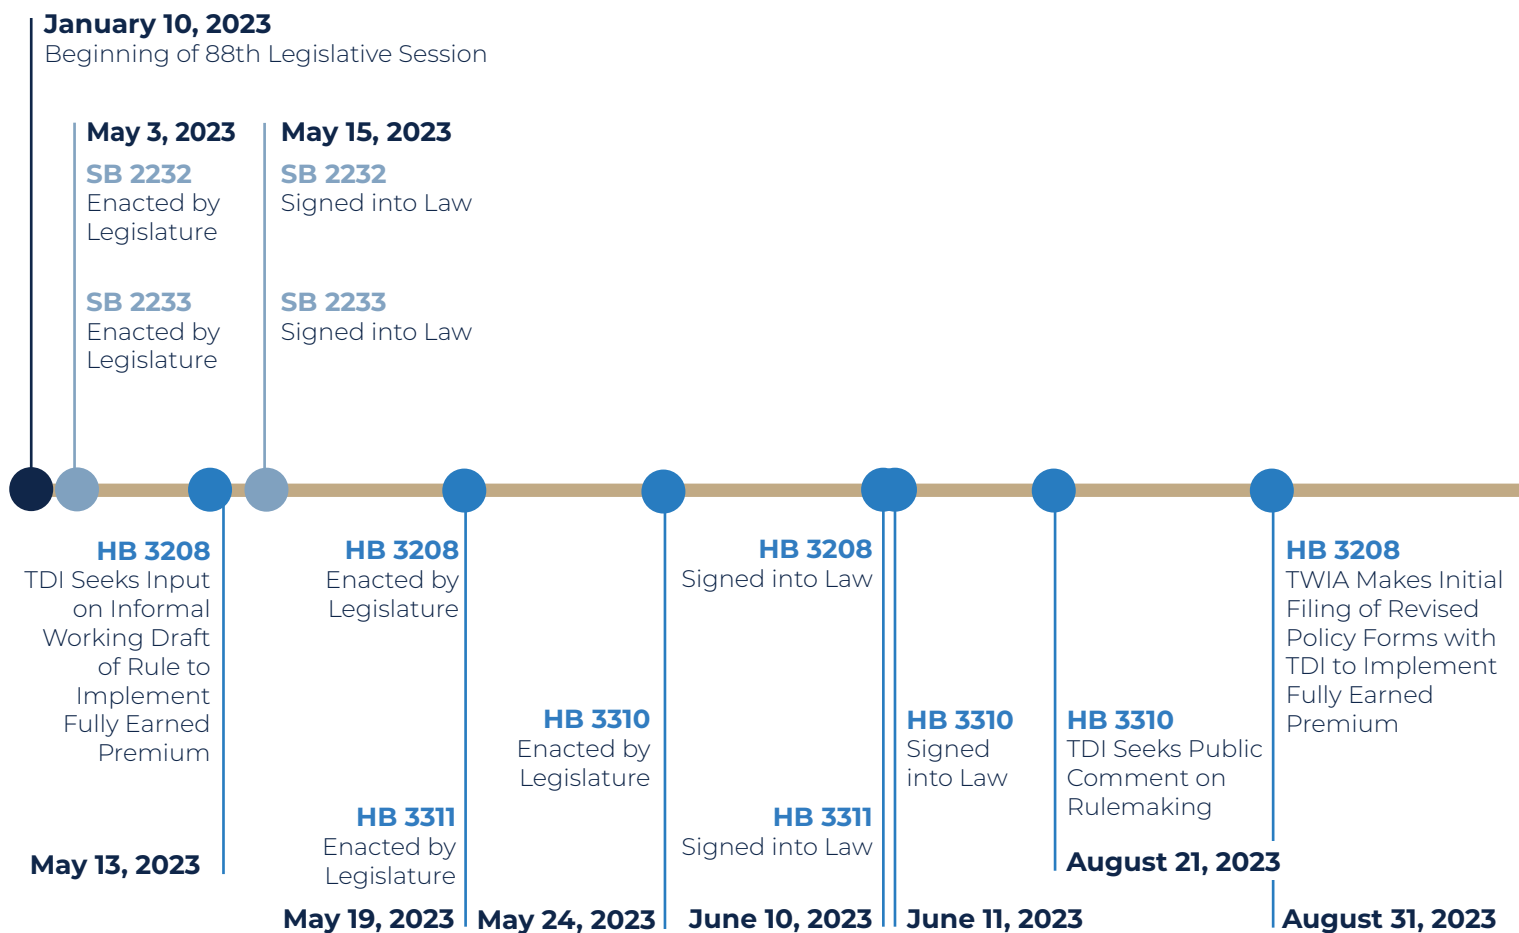 January 10, 2023
Beginning of 88th Legislative Session
May 3, 2023
SB 2232
Enacted by
Legislature
SB 2233
Enacted by
Legislature
May 15, 2023
SB 2232
Signed into Law
SB 2233
Signed into Law
HB 3208
TDI Seeks Input
on Informal
Working Draft
of Rule to
Implement
Fully Earned
Premium
May 13, 2023
HB 3208
Enacted by
Legislature
HB 3311
Enacted by
Legislature
May 19, 2023
HB 3310
Enacted by
Legislature
May 24, 2023
HB 3208
Signed into Law
HB 3311
Signed into Law
June 10, 2023
HB 3310
Signed
into Law
June 11, 2023
HB 3310
TDI Seeks Public
Comment on
Rulemaking
August 21, 2023
HB 3208
TWIA Makes Initial
Filing of Revised
Policy Forms with
TDI to Implement
Fully Earned
Premium
August 31, 2023